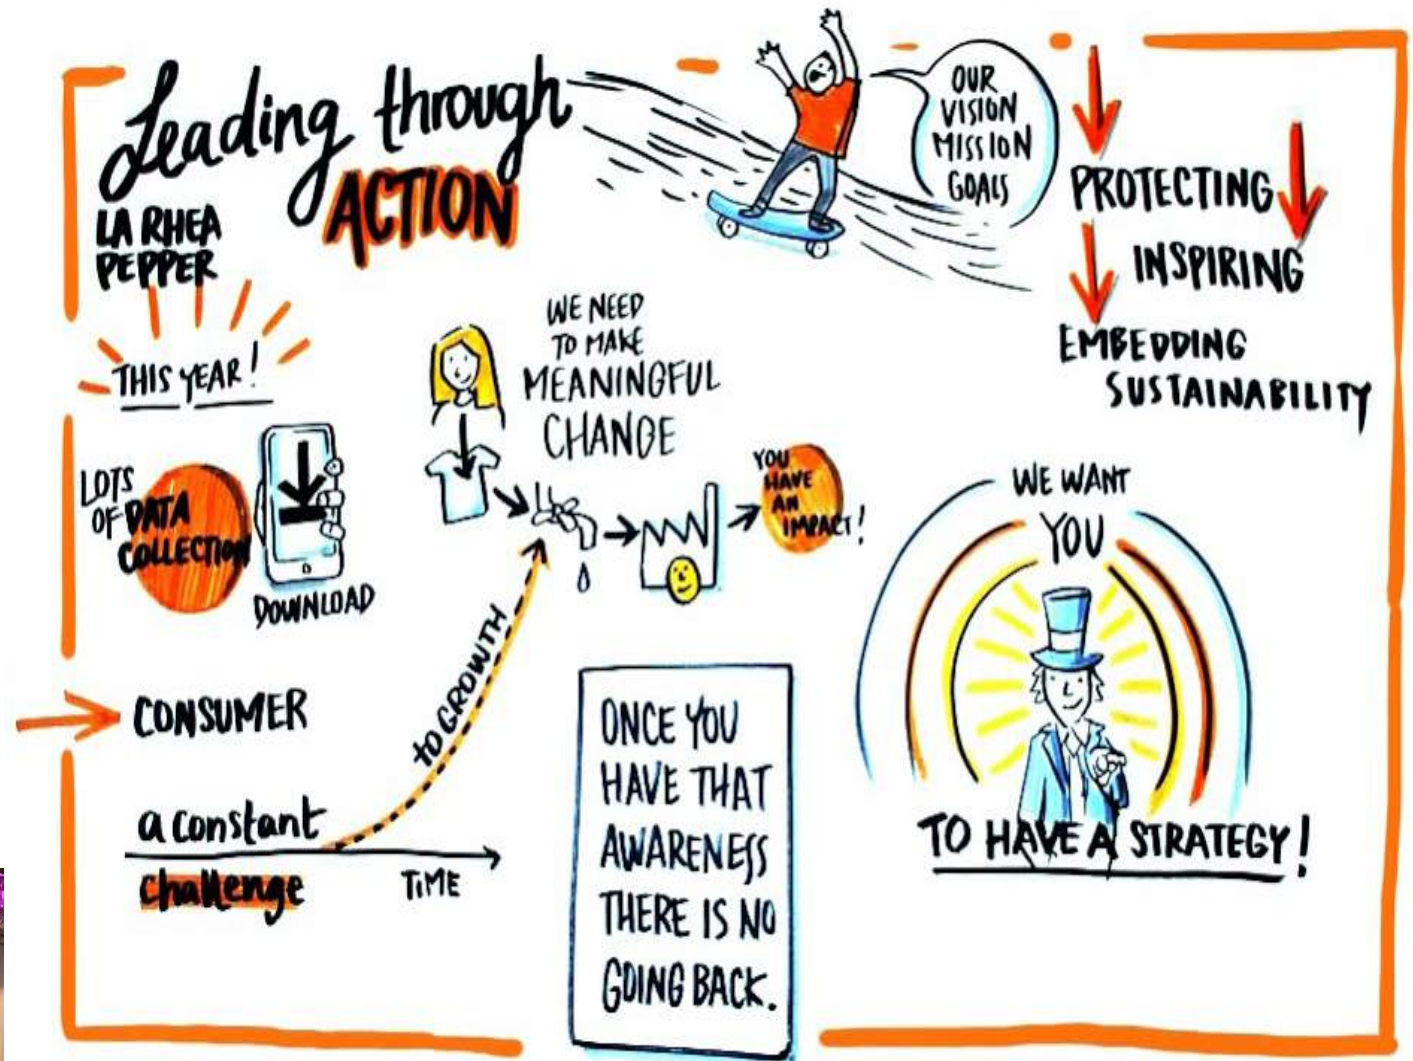 Leading through
ACTION
LA RHEA
PEPPER
OUR
VISION
MISSION
GOALS
PROTECTING
INSPIRING
EMBEDDING
SUSTAINABILITY
THIS YEAR!
LOTS
OF DATA
COLLECTION
DOWNLOAD
WE NEED
TO MAKE
MEANINGFUL
CHANGE
YOU
HAVE
AN
IMPACT!
WE WANT
YOU
TO HAVE A STRATEGY!
CONSUMER
TO GROWTH
a constant
challenge
TIME
ONCE YOU
HAVE THAT
AWARENESS
THERE IS NO
GOING BACK.